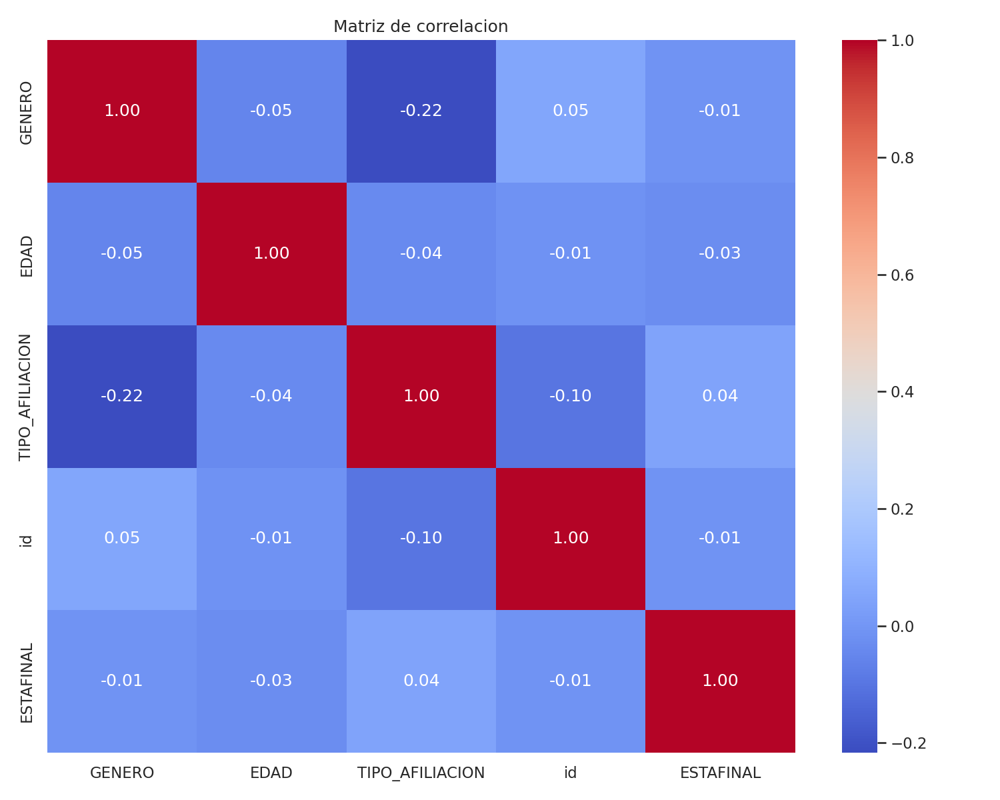 Matriz de correlacion
GENERO 1.00 -0.05 -0.22 0.05 -0.01
EDAD -0.05 1.00 -0.04 -0.01 -0.03
TIPO_AFILIACION -0.22 -0.04 1.00 -0.10 0.04
id 0.05 -0.01 -0.10 1.00 -0.01
ESTAFINAL -0.01 -0.03 0.04 -0.01 1.00
GENERO EDAD TIPO_AFILIACION id ESTAFINAL
1.0
0.8
0.6
0.4
0.2
0.0
−0.2